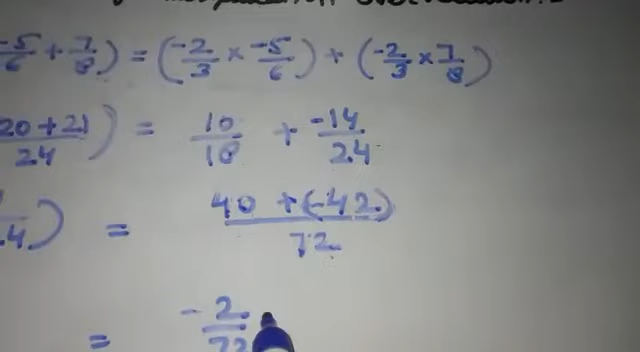 -5/6 + 7/8) = (-2/3 × -5/6) + (-2/3 × 7/8)
20+21/24) = 10/18 + -14/24
) = 40 + (-42)/72
= -2/72